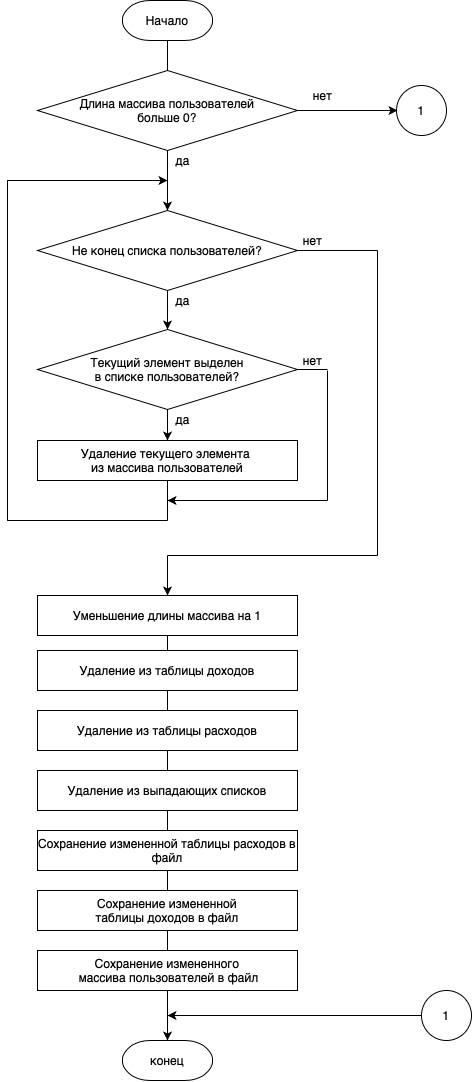 Начало
Длина массива пользователей
больше 0?
нет
1
да
Не конец списка пользователей?
нет
да
Текущий элемент выделен
в списке пользователей?
нет
да
Удаление текущего элемента
из массива пользователей
Уменьшение длины массива на 1
Удаление из таблицы доходов
Удаление из таблицы расходов
Удаление из выпадающих списков
Сохранение измененной таблицы расходов в
файл
Сохранение измененной
таблицы доходов в файл
Сохранение измененного
массива пользователей в файл
1
конец